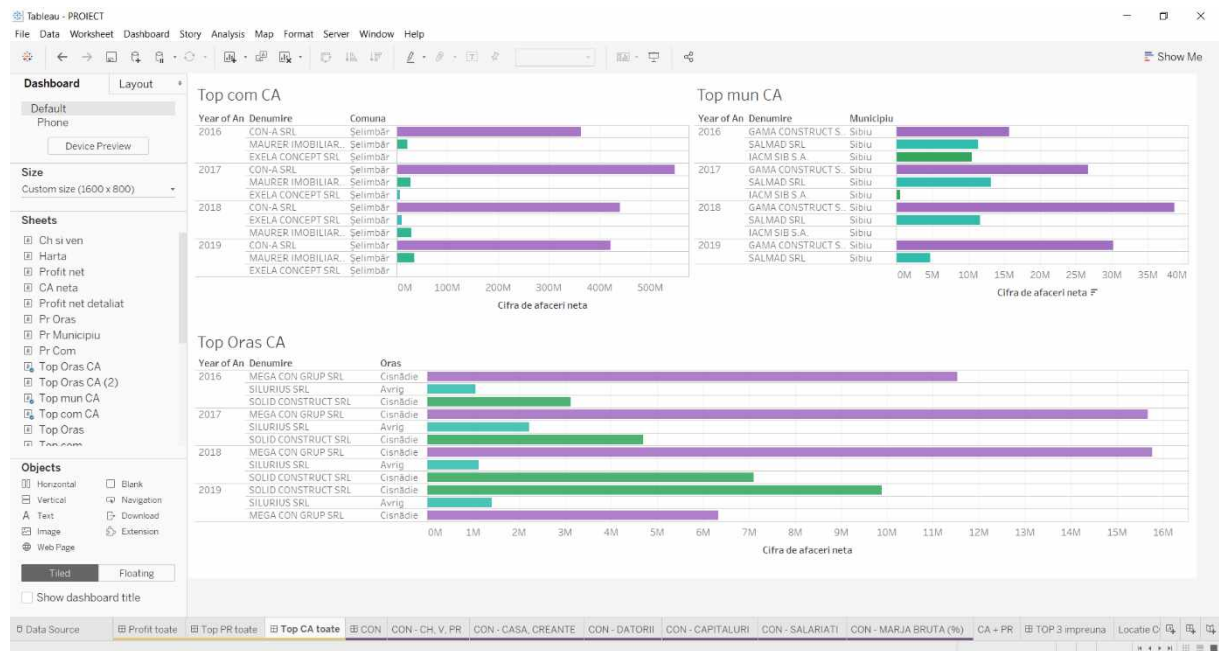 Tableau - PROIECT
File Data Worksheet Dashboard Story Analysis Map Format Server Window Help
Show Me
Dashboard Layout
Default
Phone
Device Preview
Size
Custom size (1600 x 800)
Sheets
Ch si ven
Harta
Profit net
CA neta
Profit net detaliat
Pr Oras
Pr Municipiu
Pr Com
Top Oras CA
Top Oras CA (2)
Top mun CA
Top com CA
Top Oras
Top com
Objects
Horizontal Blank
Vertical Navigation
A Text Download
Image Extension
Web Page
Tiled Floating
Show dashboard title
Top com CA
Year of An Denumire Comuna
2016 CON-A SRL Șelimbăr
MAURER IMOBILIAR.. Șelimbăr
EXELA CONCEPT SRL Șelimbăr
2017 CON-A SRL Șelimbăr
MAURER IMOBILIAR.. Șelimbăr
EXELA CONCEPT SRL Șelimbăr
2018 CON-A SRL Șelimbăr
EXELA CONCEPT SRL Șelimbăr
MAURER IMOBILIAR.. Șelimbăr
2019 CON-A SRL Șelimbăr
MAURER IMOBILIAR.. Șelimbăr
EXELA CONCEPT SRL Șelimbăr
0M 100M 200M 300M 400M 500M
Cifra de afaceri neta
Top mun CA
Year of An Denumire Municipiu
2016 GAMA CONSTRUCT S.. Sibiu
SALMAD SRL Sibiu
IACM SIB S.A. Sibiu
2017 GAMA CONSTRUCT S.. Sibiu
SALMAD SRL Sibiu
IACM SIB S.A. Sibiu
2018 GAMA CONSTRUCT S.. Sibiu
SALMAD SRL Sibiu
IACM SIB S.A. Sibiu
2019 GAMA CONSTRUCT S.. Sibiu
SALMAD SRL Sibiu
0M 5M 10M 15M 20M 25M 30M 35M 40M
Cifra de afaceri neta
Top Oras CA
Year of An Denumire Oras
2016 MEGA CON GRUP SRL Cisnădie
SILURIUS SRL Avrig
SOLID CONSTRUCT SRL Cisnădie
2017 MEGA CON GRUP SRL Cisnădie
SILURIUS SRL Avrig
SOLID CONSTRUCT SRL Cisnădie
2018 MEGA CON GRUP SRL Cisnădie
SILURIUS SRL Avrig
SOLID CONSTRUCT SRL Cisnădie
2019 SOLID CONSTRUCT SRL Cisnădie
SILURIUS SRL Avrig
MEGA CON GRUP SRL Cisnădie
0M 1M 2M 3M 4M 5M 6M 7M 8M 9M 10M 11M 12M 13M 14M 15M 16M
Cifra de afaceri neta
Data Source Profit toate Top PR toate Top CA toate CON CON - CH, V, PR CON - CASA, CREANTE CON - DATORII CON - CAPITALURI CON - SALARIATI CON - MARJA BRUTA (%) CA + PR TOP 3 impreuna Locatie C